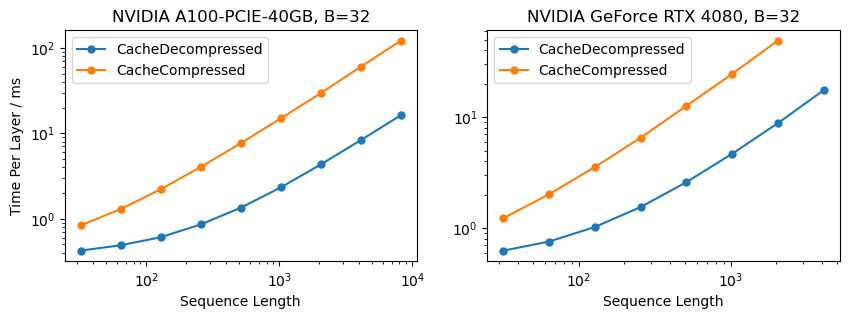 NVIDIA A100-PCIE-40GB, B=32
CacheDecompressed
CacheCompressed
10²
10¹
10⁰
Time Per Layer / ms
10²
10³
10⁴
Sequence Length
NVIDIA GeForce RTX 4080, B=32
CacheDecompressed
CacheCompressed
10¹
10⁰
10²
10³
Sequence Length